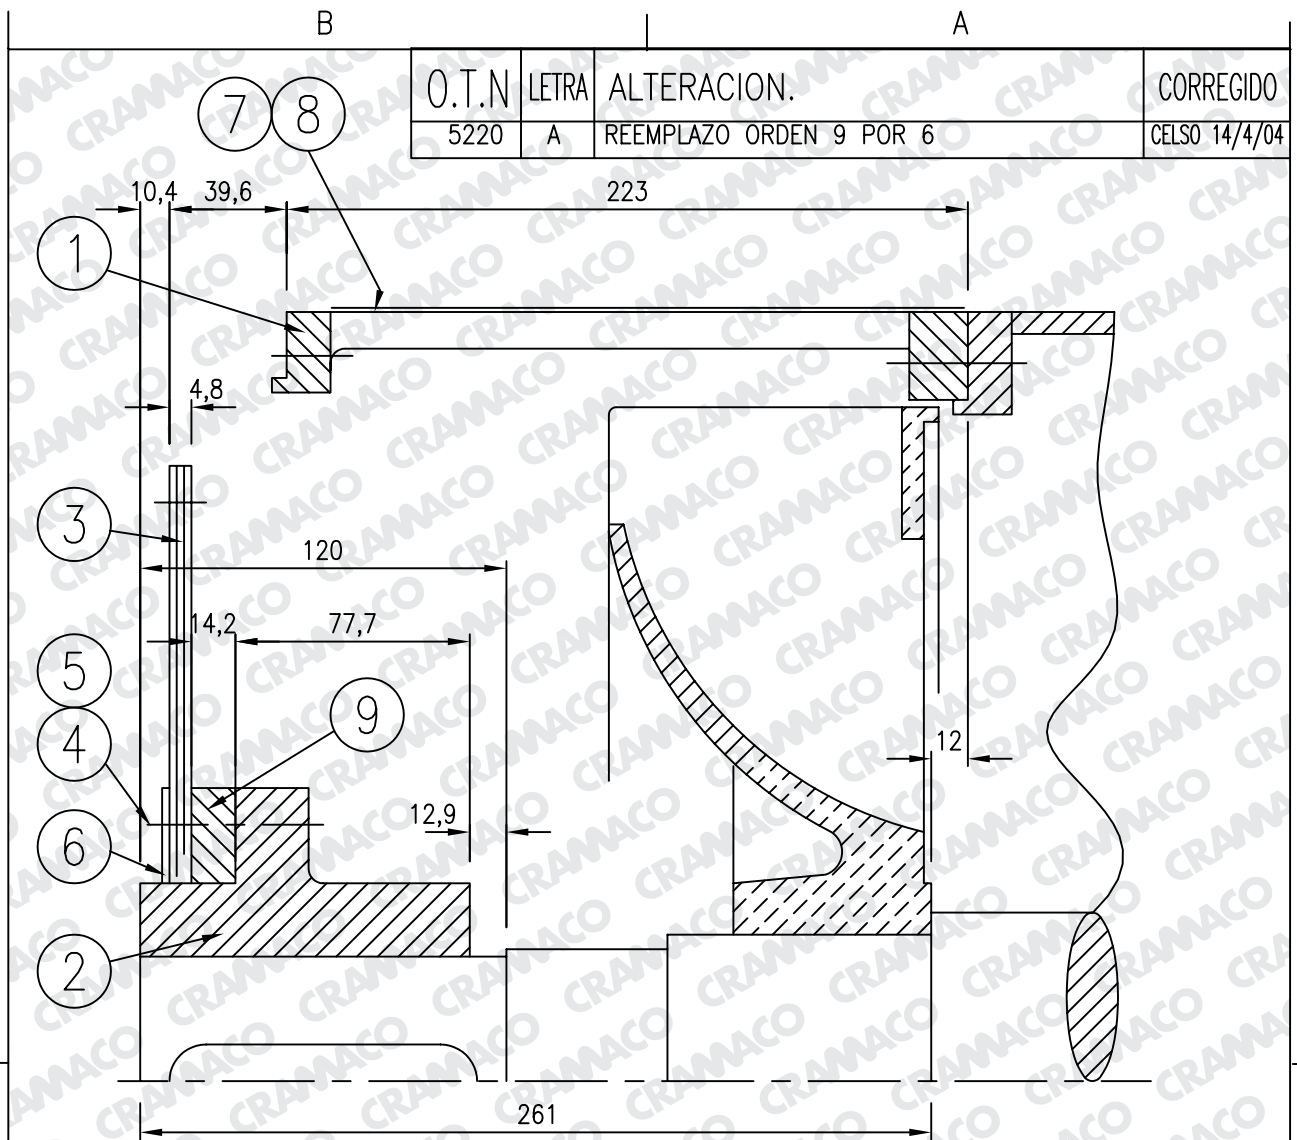 B A
O.T.N LETRA ALTERACION. CORREGIDO
5220 A REEMPLAZO ORDEN 9 POR 6 CELSO 14/4/04
7 8
10,4 39,6 223
1
4,8
3
120
14,2 77,7
5
9
4
12
12,9
6
2
261
CRAMACO